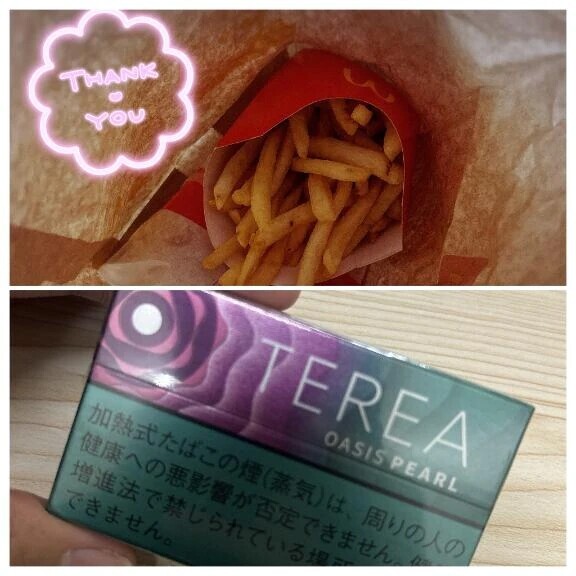 THANK
YOU
TEREA
OASIS PEARL
加熱式たばこの煙(蒸気)は、周りの人の
健康への悪影響が否定できません。健
増進法で禁じられている場所
できません。